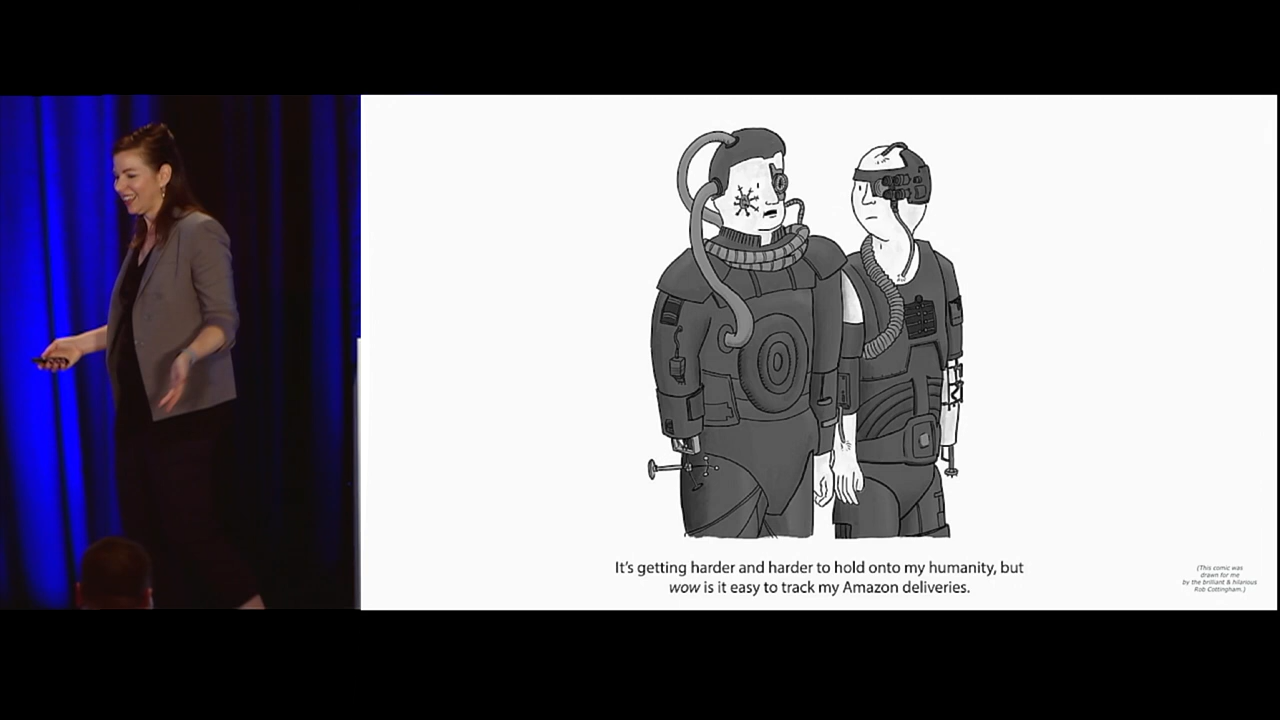 It's getting harder and harder to hold onto my humanity, but
wow is it easy to track my Amazon deliveries.
(This comic was
drawn for me
by the brilliant & hilarious
Rob Cottingham.)